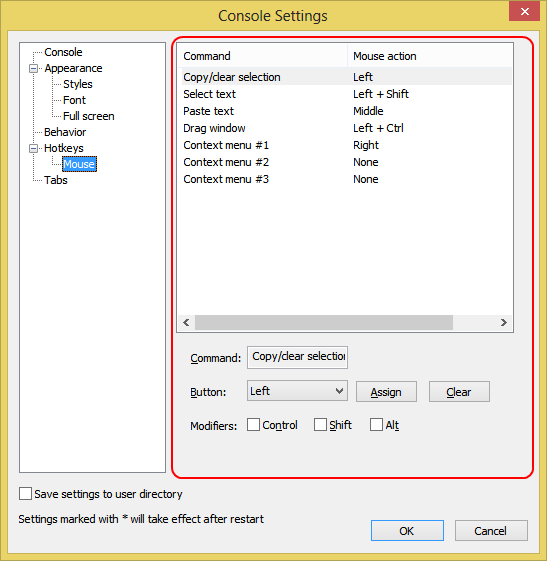 Console Settings
Console
Appearance
Styles
Font
Full screen
Behavior
Hotkeys
Mouse
Tabs
Command Mouse action
Copy/clear selection Left
Select text Left + Shift
Paste text Middle
Drag window Left + Ctrl
Context menu #1 Right
Context menu #2 None
Context menu #3 None
Command: Copy/clear selection
Button: Left Assign Clear
Modifiers: Control Shift Alt
Save settings to user directory
Settings marked with * will take effect after restart
OK Cancel